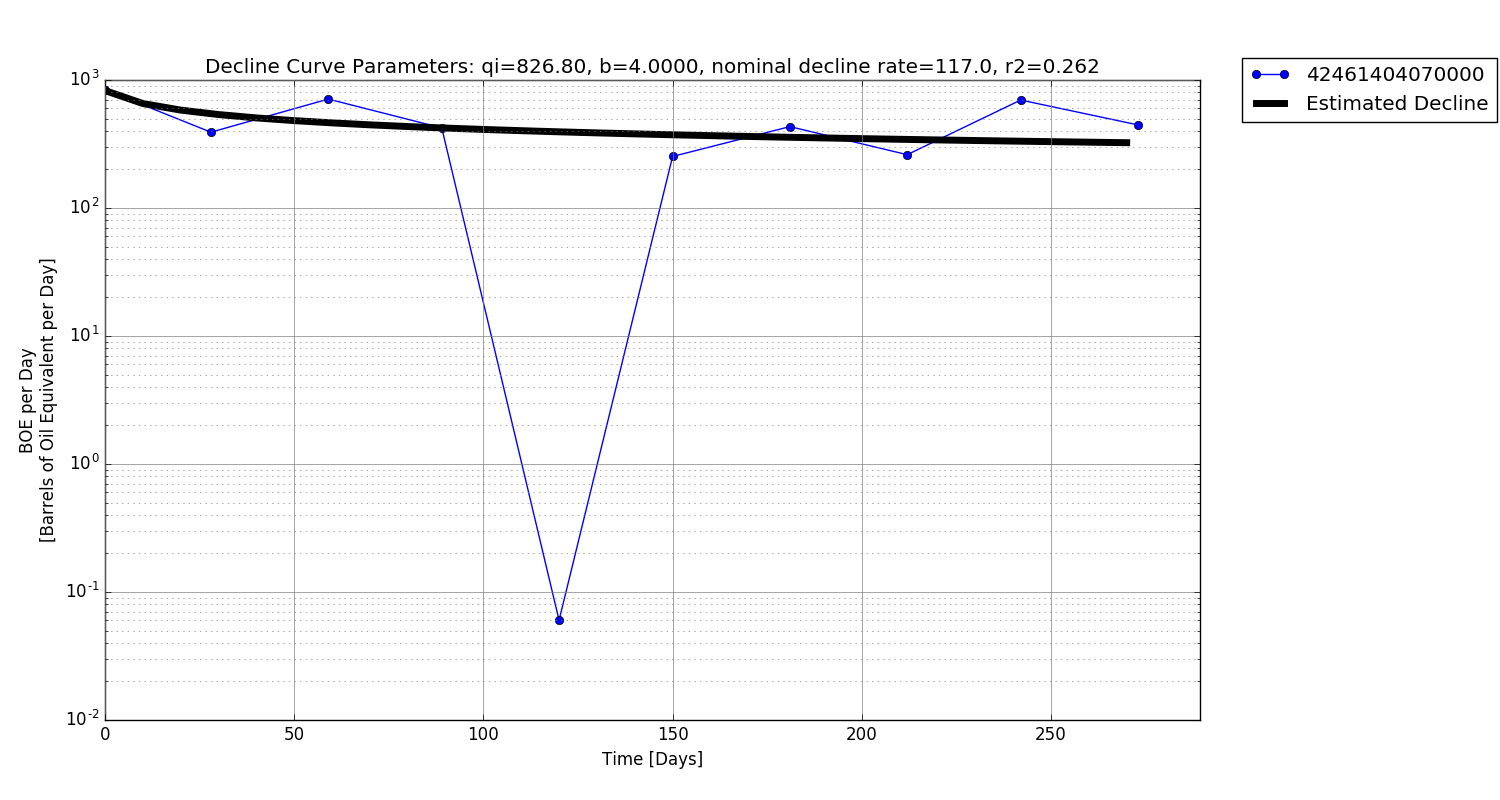 Decline Curve Parameters: qi=826.80, b=4.0000, nominal decline rate=117.0, r2=0.262
42461404070000
Estimated Decline
10^3
10^2
10^1
10^0
10^-1
10^-2
BOE per Day
[Barrels of Oil Equivalent per Day]
0 50 100 150 200 250
Time [Days]